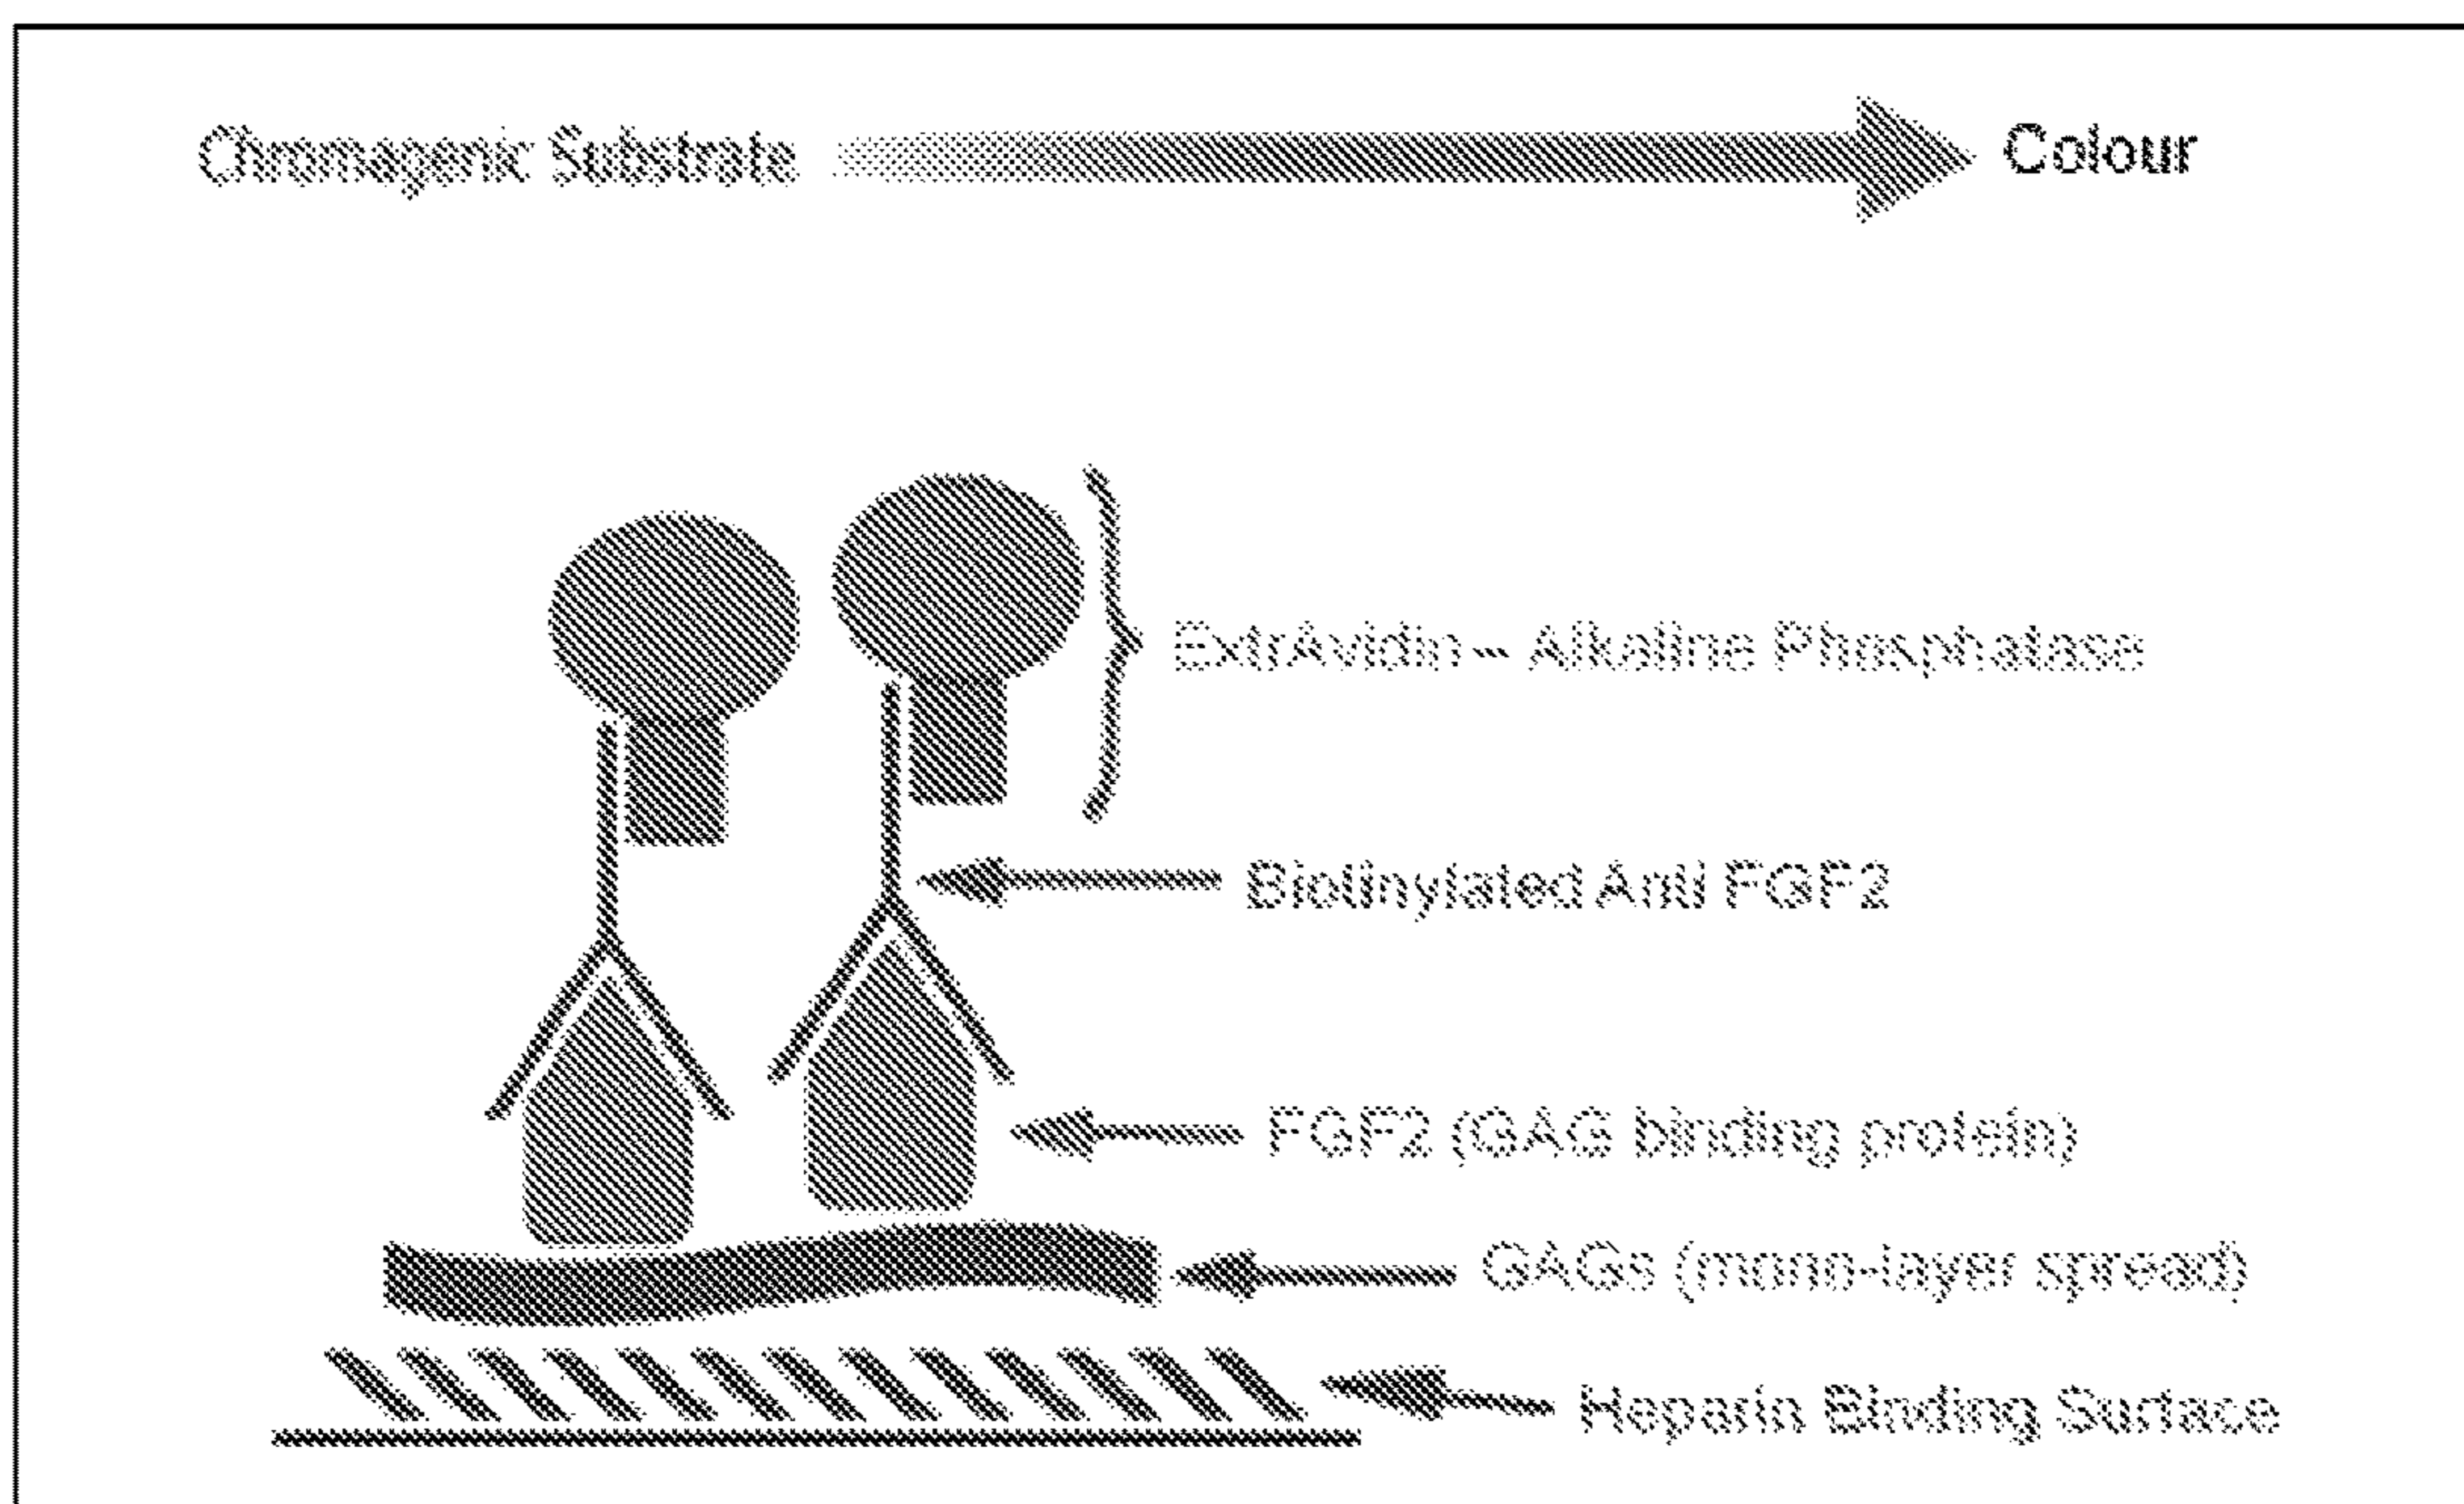 Chromagenic Substrate
Colour
ExtrAvidin – Alkaline Phosphatase
Biotinylated Anti FGF2
FGF2 (GAG binding protein)
GAGs (mono-layer spread)
Heparin Binding Surface